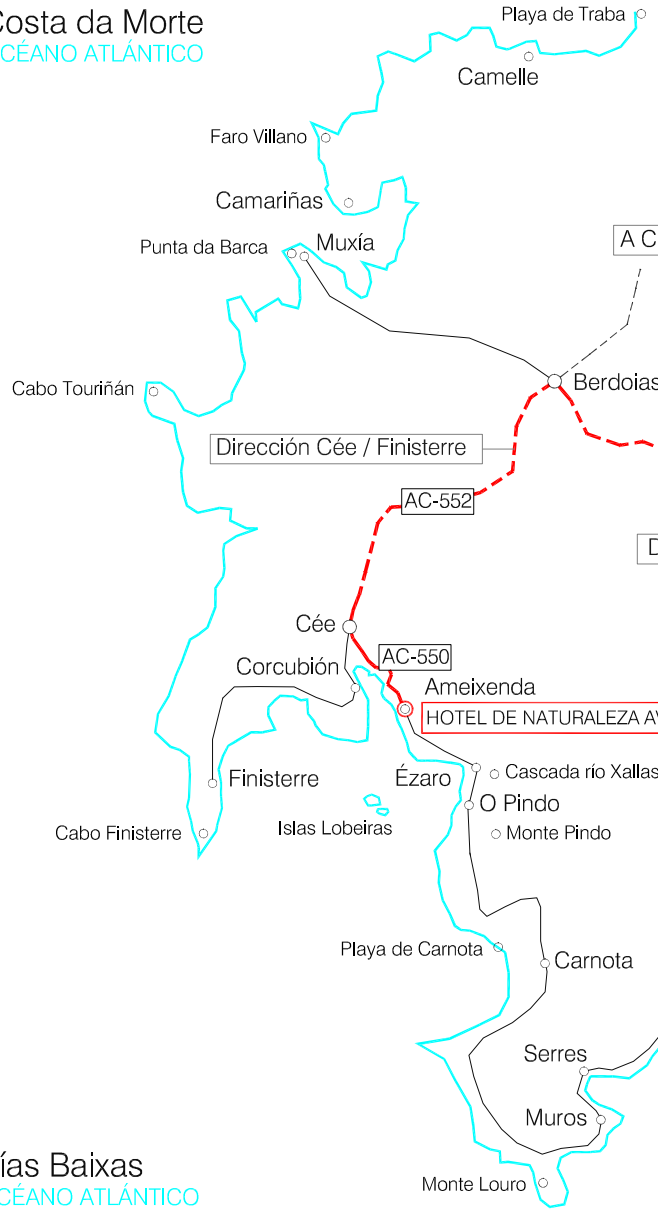 Costa da Morte
OCÉANO ATLÁNTICO
Playa de Traba
Camelle
Faro Villano
Camariñas
Punta da Barca
Muxía
A C
Cabo Touriñán
Berdoias
Dirección Cée / Finisterre
AC-552
D
Cée
AC-550
Corcubión
Ameixenda
HOTEL DE NATURALEZA AV
Finisterre
Ézaro
Cascada río Xallas
O Pindo
Cabo Finisterre
Islas Lobeiras
Monte Pindo
Playa de Carnota
Carnota
Serres
Muros
ías Baixas
CÉANO ATLÁNTICO
Monte Louro